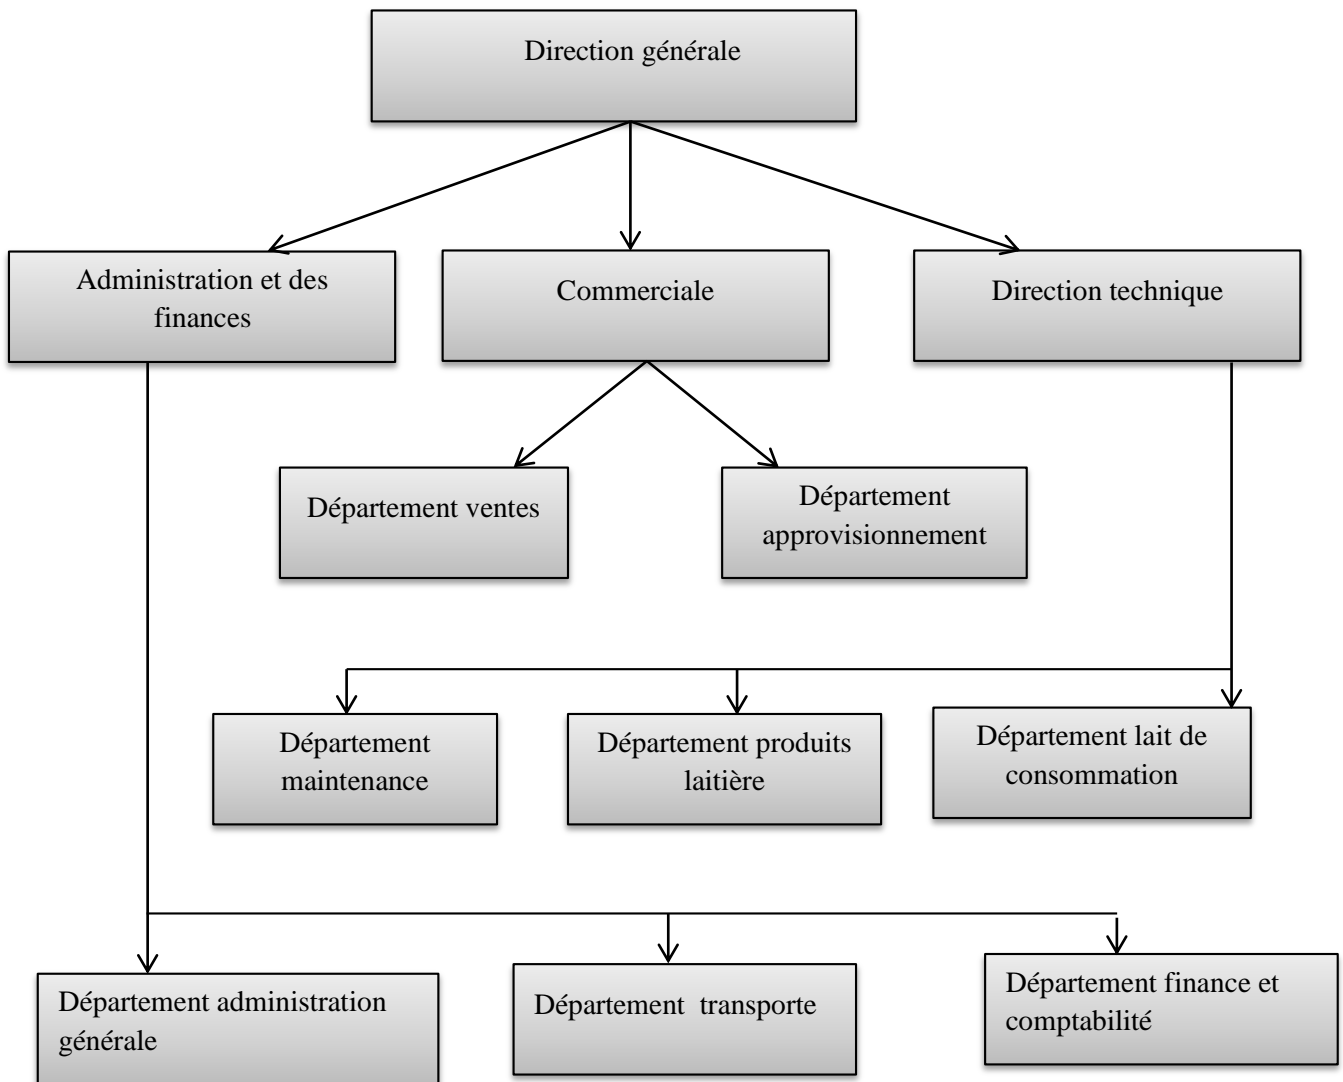 Direction générale
Administration et des
finances
Commerciale
Direction technique
Département ventes
Département
approvisionnement
Département
maintenance
Département produits
laitière
Département lait de
consommation
Département administration
générale
Département transporte
Département finance et
comptabilité